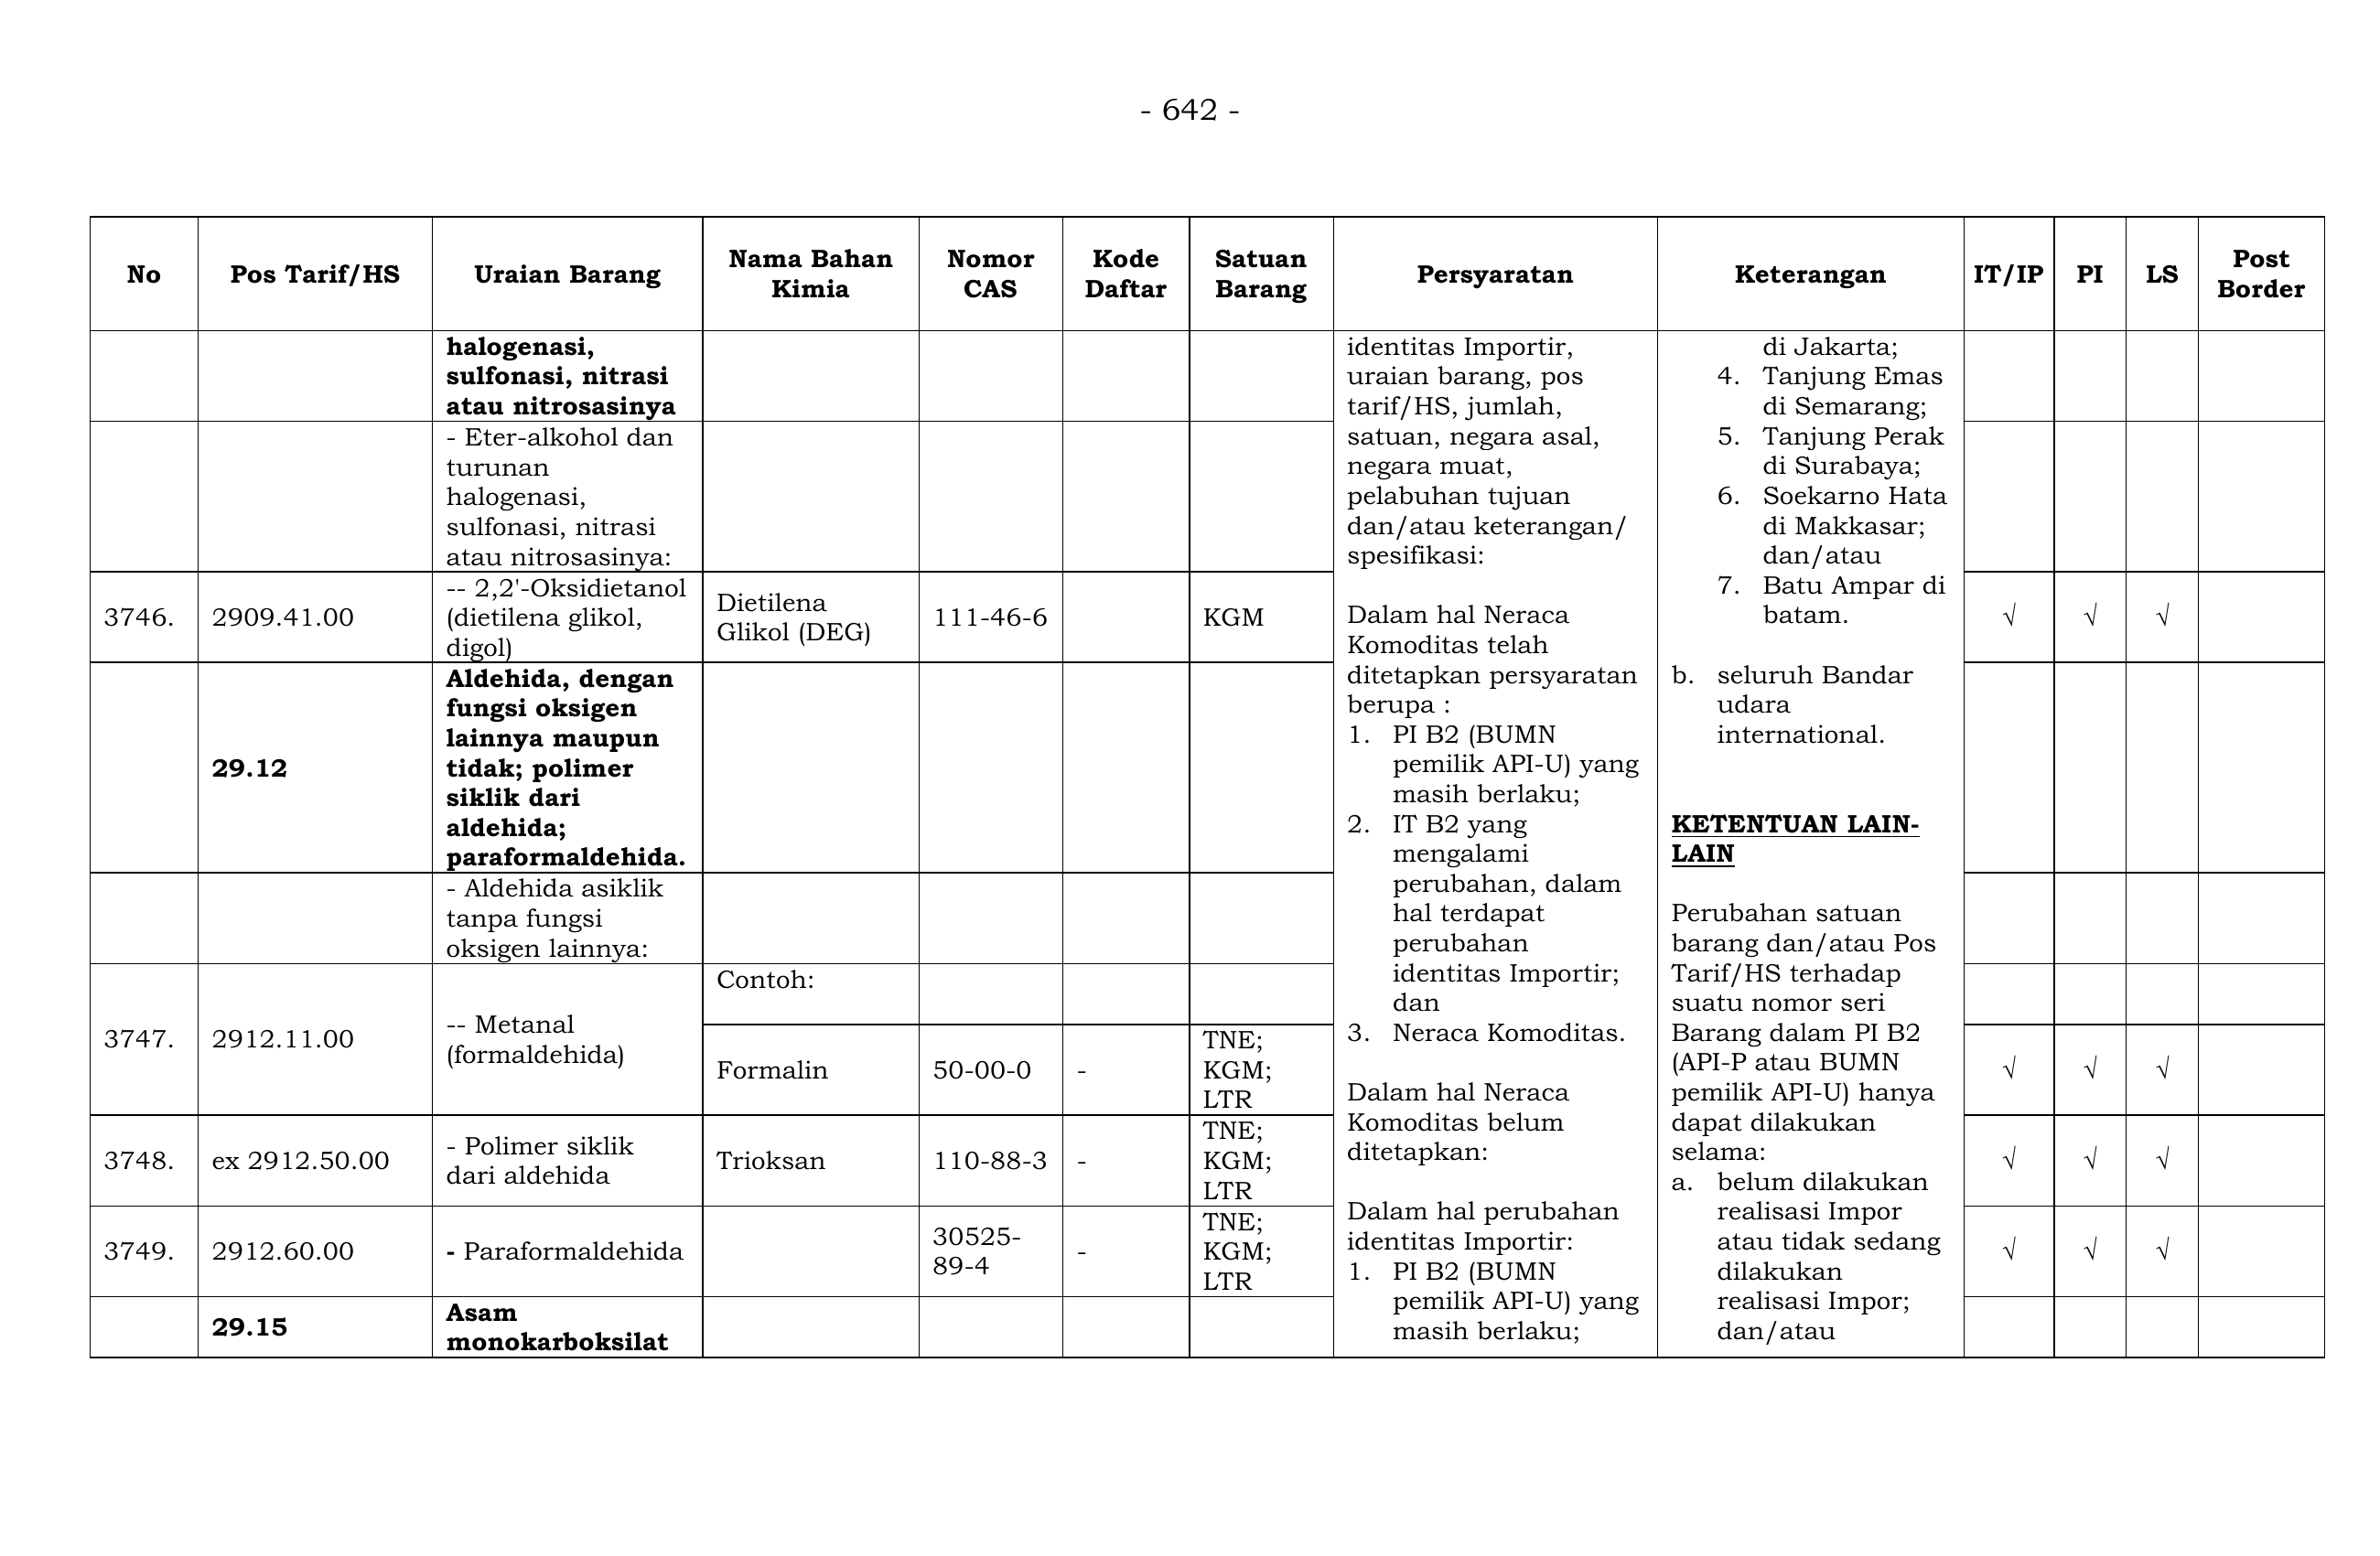 - 642 -
No
Pos Tarif/HS
Uraian Barang
Nama Bahan
Kimia
Nomor
CAS
Kode
Daftar
Satuan
Barang
Persyaratan
Keterangan
IT/IP
PI
LS
Post
Border
halogenasi,
sulfonasi, nitrasi
atau nitrosasinya
- Eter-alkohol dan
turunan
halogenasi,
sulfonasi, nitrasi
atau nitrosasinya:
3746.
2909.41.00
-- 2,2'-Oksidietanol
(dietilena glikol,
digol)
Dietilena
Glikol (DEG)
111-46-6
KGM
√
√
√
29.12
Aldehida, dengan
fungsi oksigen
lainnya maupun
tidak; polimer
siklik dari
aldehida;
paraformaldehida.
- Aldehida asiklik
tanpa fungsi
oksigen lainnya:
3747.
2912.11.00
-- Metanal
(formaldehida)
Contoh:
Formalin
50-00-0
-
TNE;
KGM;
LTR
√
√
√
3748.
ex 2912.50.00
- Polimer siklik
dari aldehida
Trioksan
110-88-3
-
TNE;
KGM;
LTR
√
√
√
3749.
2912.60.00
- Paraformaldehida
30525-
89-4
-
TNE;
KGM;
LTR
√
√
√
29.15
Asam
monokarboksilat
identitas Importir,
uraian barang, pos
tarif/HS, jumlah,
satuan, negara asal,
negara muat,
pelabuhan tujuan
dan/atau keterangan/
spesifikasi:
Dalam hal Neraca
Komoditas telah
ditetapkan persyaratan
berupa :
1. PI B2 (BUMN
pemilik API-U) yang
masih berlaku;
2. IT B2 yang
mengalami
perubahan, dalam
hal terdapat
perubahan
identitas Importir;
dan
3. Neraca Komoditas.
Dalam hal Neraca
Komoditas belum
ditetapkan:
Dalam hal perubahan
identitas Importir:
1. PI B2 (BUMN
pemilik API-U) yang
masih berlaku;
di Jakarta;
4. Tanjung Emas
di Semarang;
5. Tanjung Perak
di Surabaya;
6. Soekarno Hata
di Makkasar;
dan/atau
7. Batu Ampar di
batam.
b. seluruh Bandar
udara
international.
KETENTUAN LAIN-
LAIN
Perubahan satuan
barang dan/atau Pos
Tarif/HS terhadap
suatu nomor seri
Barang dalam PI B2
(API-P atau BUMN
pemilik API-U) hanya
dapat dilakukan
selama:
a. belum dilakukan
realisasi Impor
atau tidak sedang
dilakukan
realisasi Impor;
dan/atau